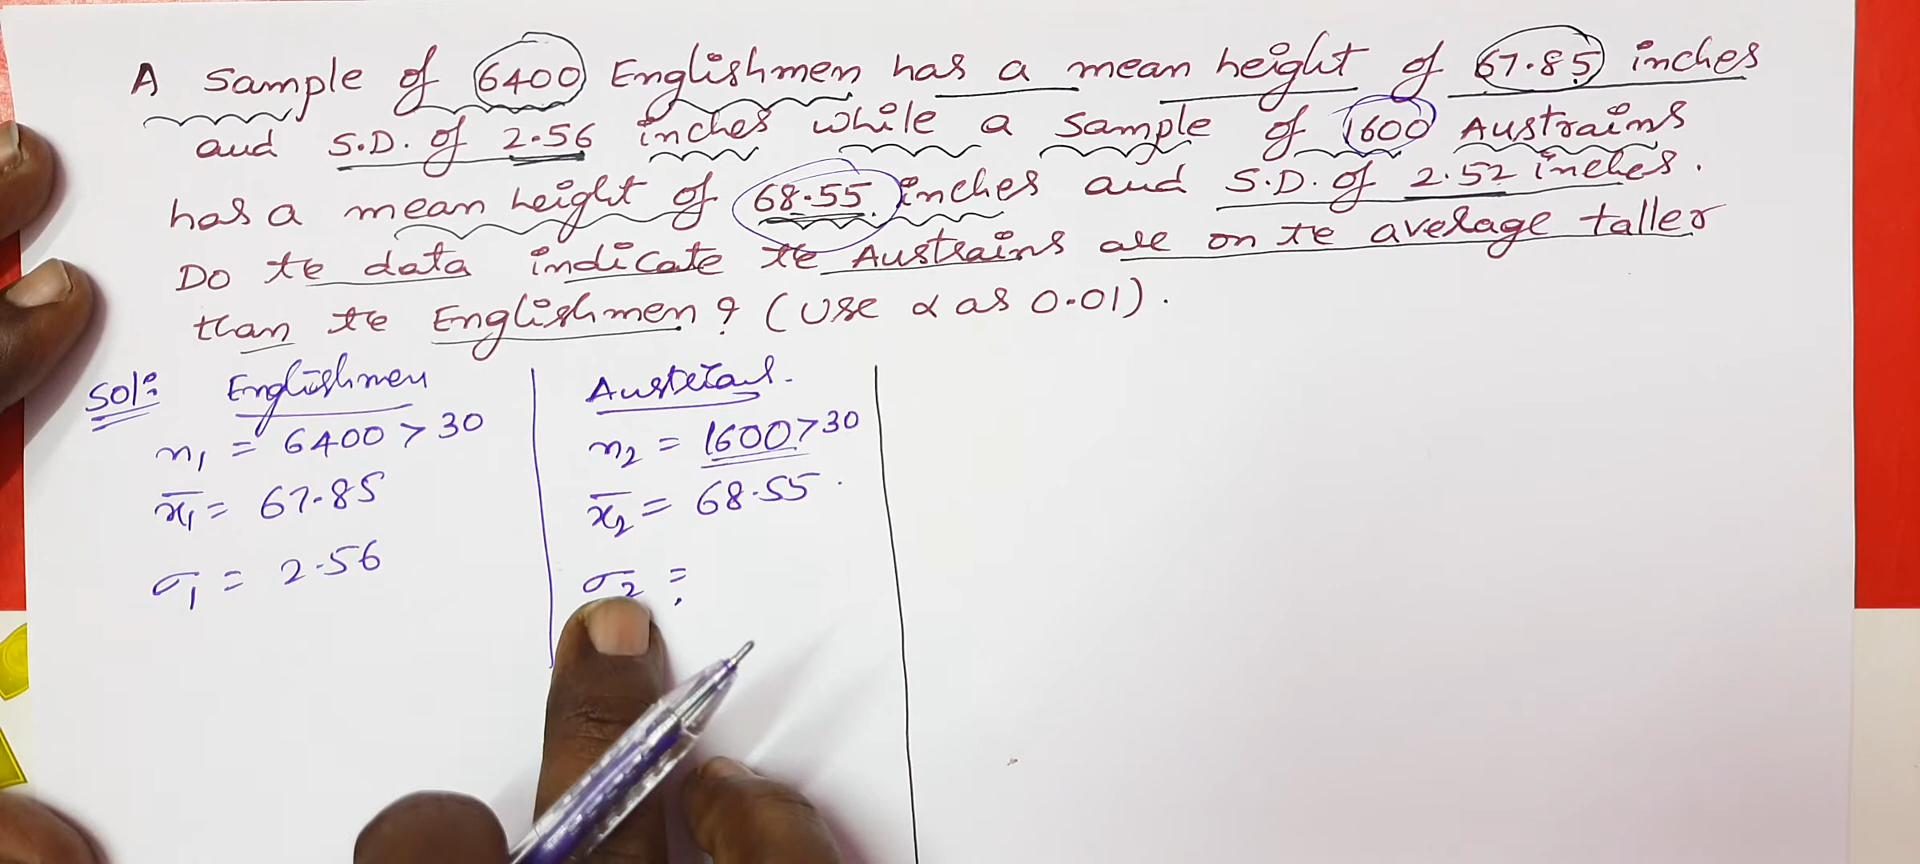 A sample of 6400 Englishmen has a mean height of 67.85 inches
and S.D. of 2.56 inches while a sample of 1600 Austrains
has a mean height of 68.55 inches and S.D. of 2.52 inches.
Do te data indicate te Austrains are on te average taller
than te Englishmen? (Use α as 0.01).
Sol:
Englishmen
n₁ = 6400 > 30
x̄₁ = 67.85
σ₁ = 2.56
n₂ = 1600 > 30
x̄₂ = 68.55
σ₂ =